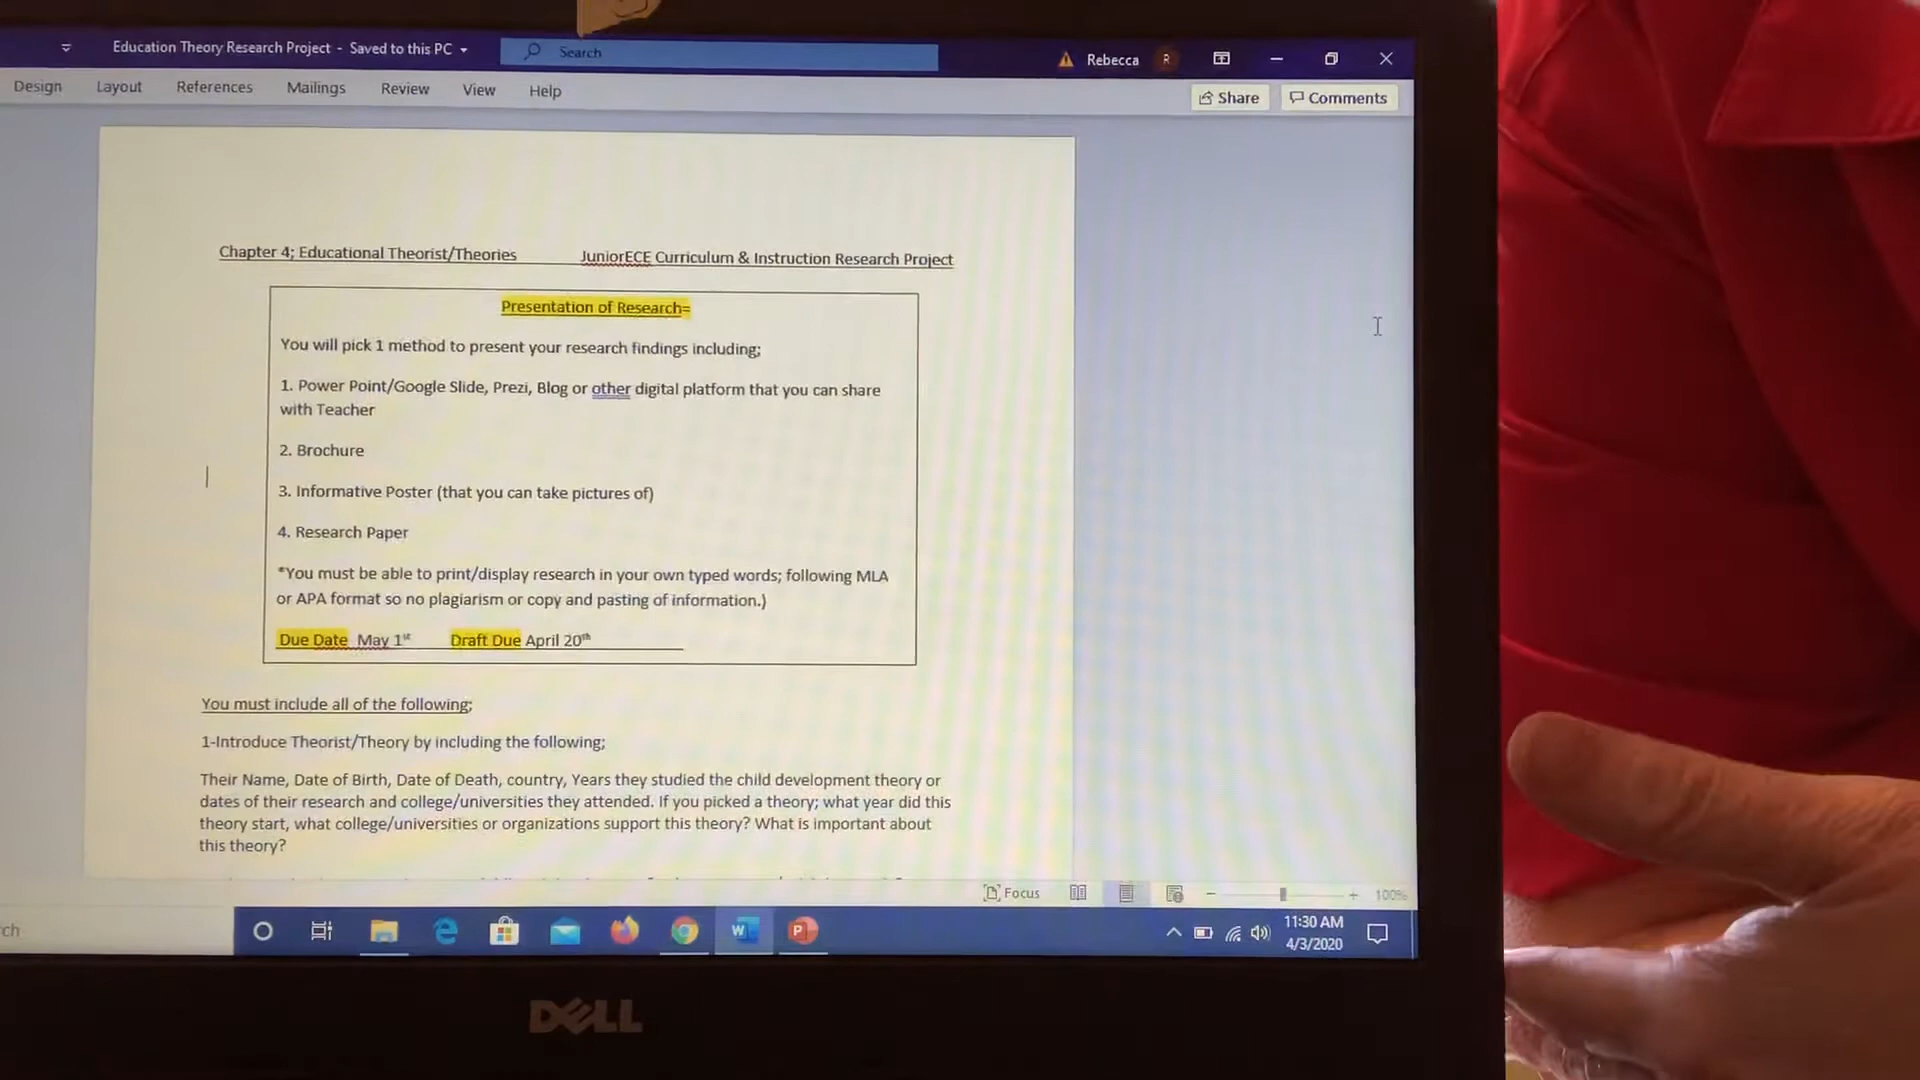 Education Theory Research Project - Saved to this PC
Search
Rebecca
R
Design Layout References Mailings Review View Help
Share
Comments
Chapter 4; Educational Theorist/Theories JuniorECE Curriculum & Instruction Research Project
Presentation of Research=
You will pick 1 method to present your research findings including;
1. Power Point/Google Slide, Prezi, Blog or other digital platform that you can share
with Teacher
2. Brochure
3. Informative Poster (that you can take pictures of)
4. Research Paper
*You must be able to print/display research in your own typed words; following MLA
or APA format so no plagiarism or copy and pasting of information.)
Due Date May 1st Draft Due April 20th
You must include all of the following;
1-Introduce Theorist/Theory by including the following;
Their Name, Date of Birth, Date of Death, country, Years they studied the child development theory or
dates of their research and college/universities they attended. If you picked a theory; what year did this
theory start, what college/universities or organizations support this theory? What is important about
this theory?
Focus
100%
rch
W
P
11:30 AM
4/3/2020
DELL